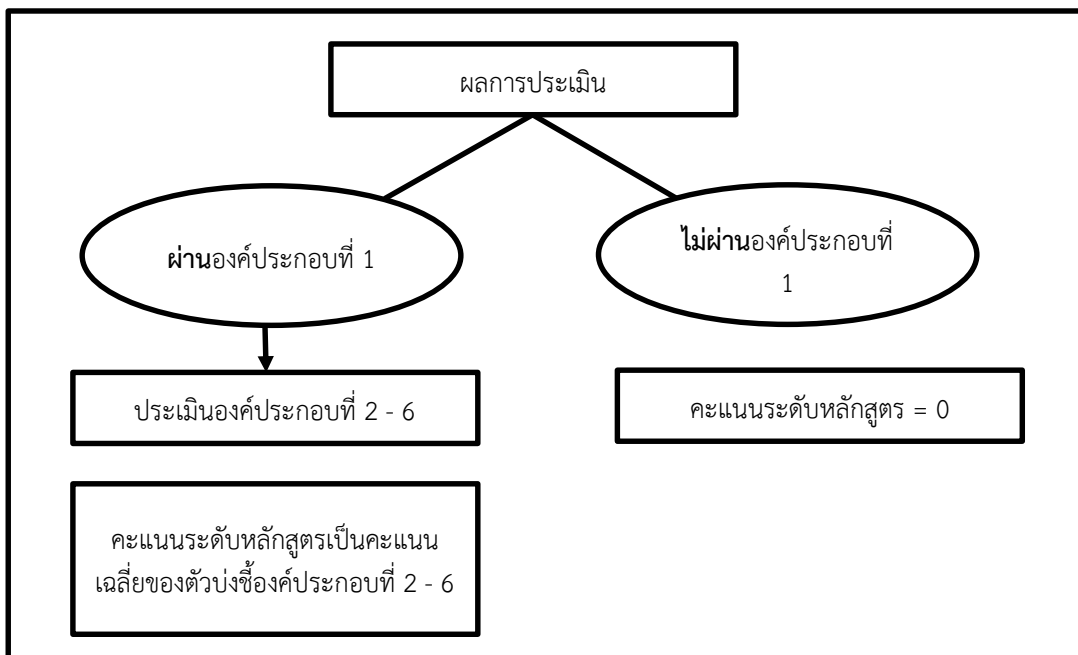 ผลการประเมิน
ผ่านองค์ประกอบที่ 1
ไม่ผ่านองค์ประกอบที่
1
ประเมินองค์ประกอบที่ 2 - 6
คะแนนระดับหลักสูตร = 0
คะแนนระดับหลักสูตรเป็นคะแนน
เฉลี่ยของตัวบ่งชี้องค์ประกอบที่ 2 - 6